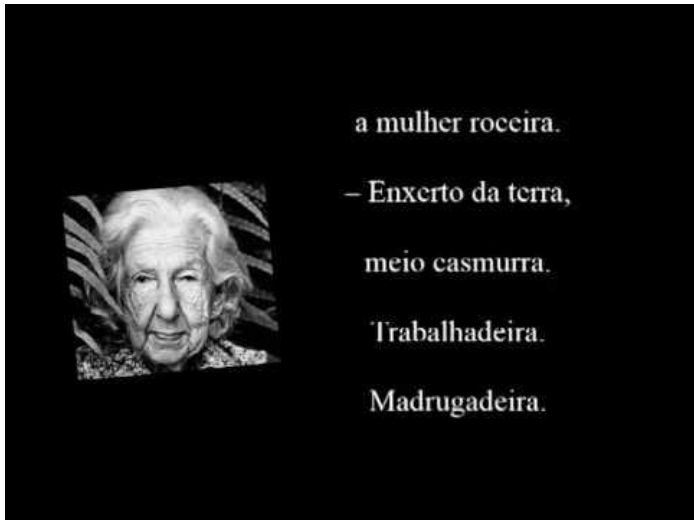 a mulher roceira.
– Enxerto da terra,
meio casmurra.
Trabalhadeira.
Madrugadeira.